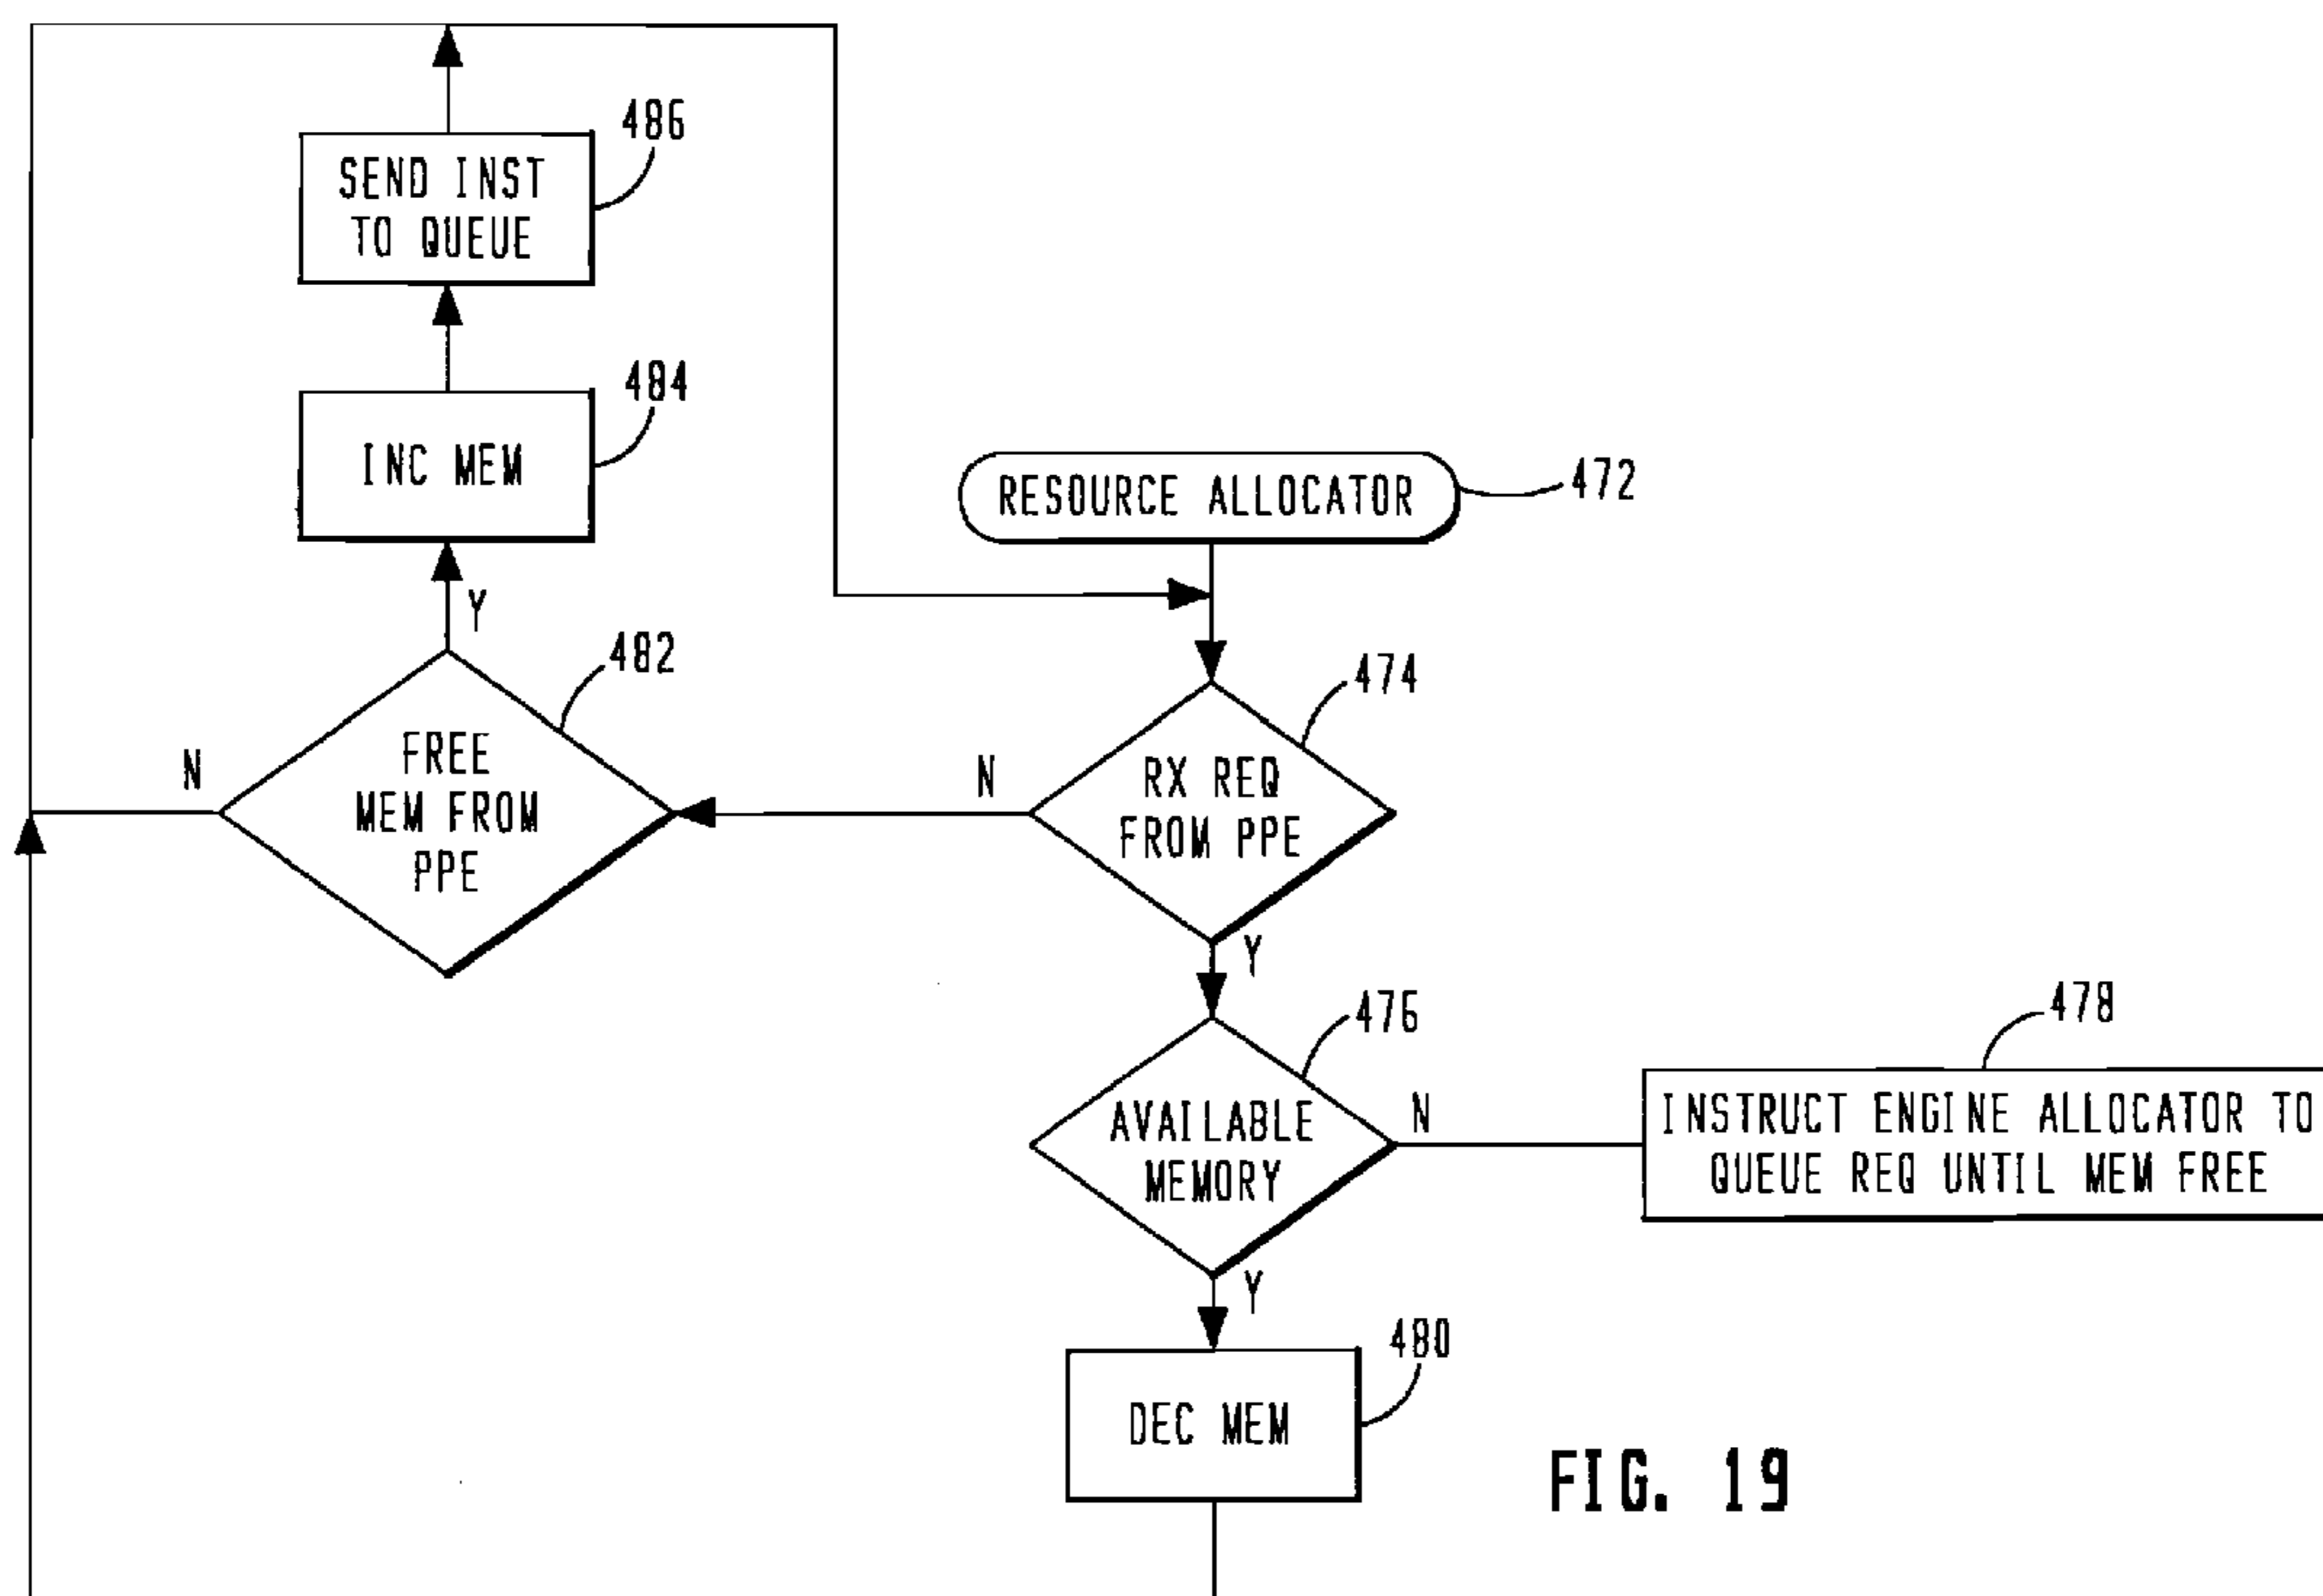 486
SEND INST
TO QUEUE
484
INC MEM
RESOURCE ALLOCATOR
472
Y
482
474
N
FREE
MEM FROM
PPE
N
RX REQ
FROM PPE
Y
476
478
AVAILABLE
MEMORY
N
INSTRUCT ENGINE ALLOCATOR TO
QUEUE REQ UNTIL MEM FREE
Y
480
DEC MEM
FIG. 19